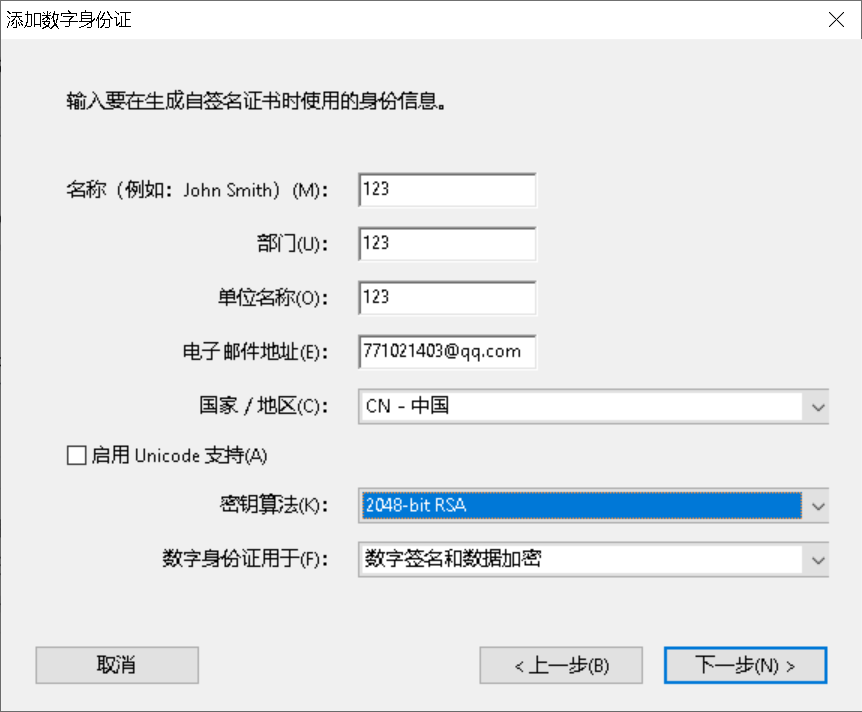 添加数字身份证
输入要在生成自签名证书时使用的身份信息。
名称（例如：John Smith）(M)： 123
部门(U)： 123
单位名称(O)： 123
电子邮件地址(E)： 771021403@qq.com
国家 / 地区(C)： CN - 中国
启用 Unicode 支持(A)
密钥算法(K)： 2048-bit RSA
数字身份证用于(F)： 数字签名和数据加密
取消 < 上一步(B) 下一步(N) >